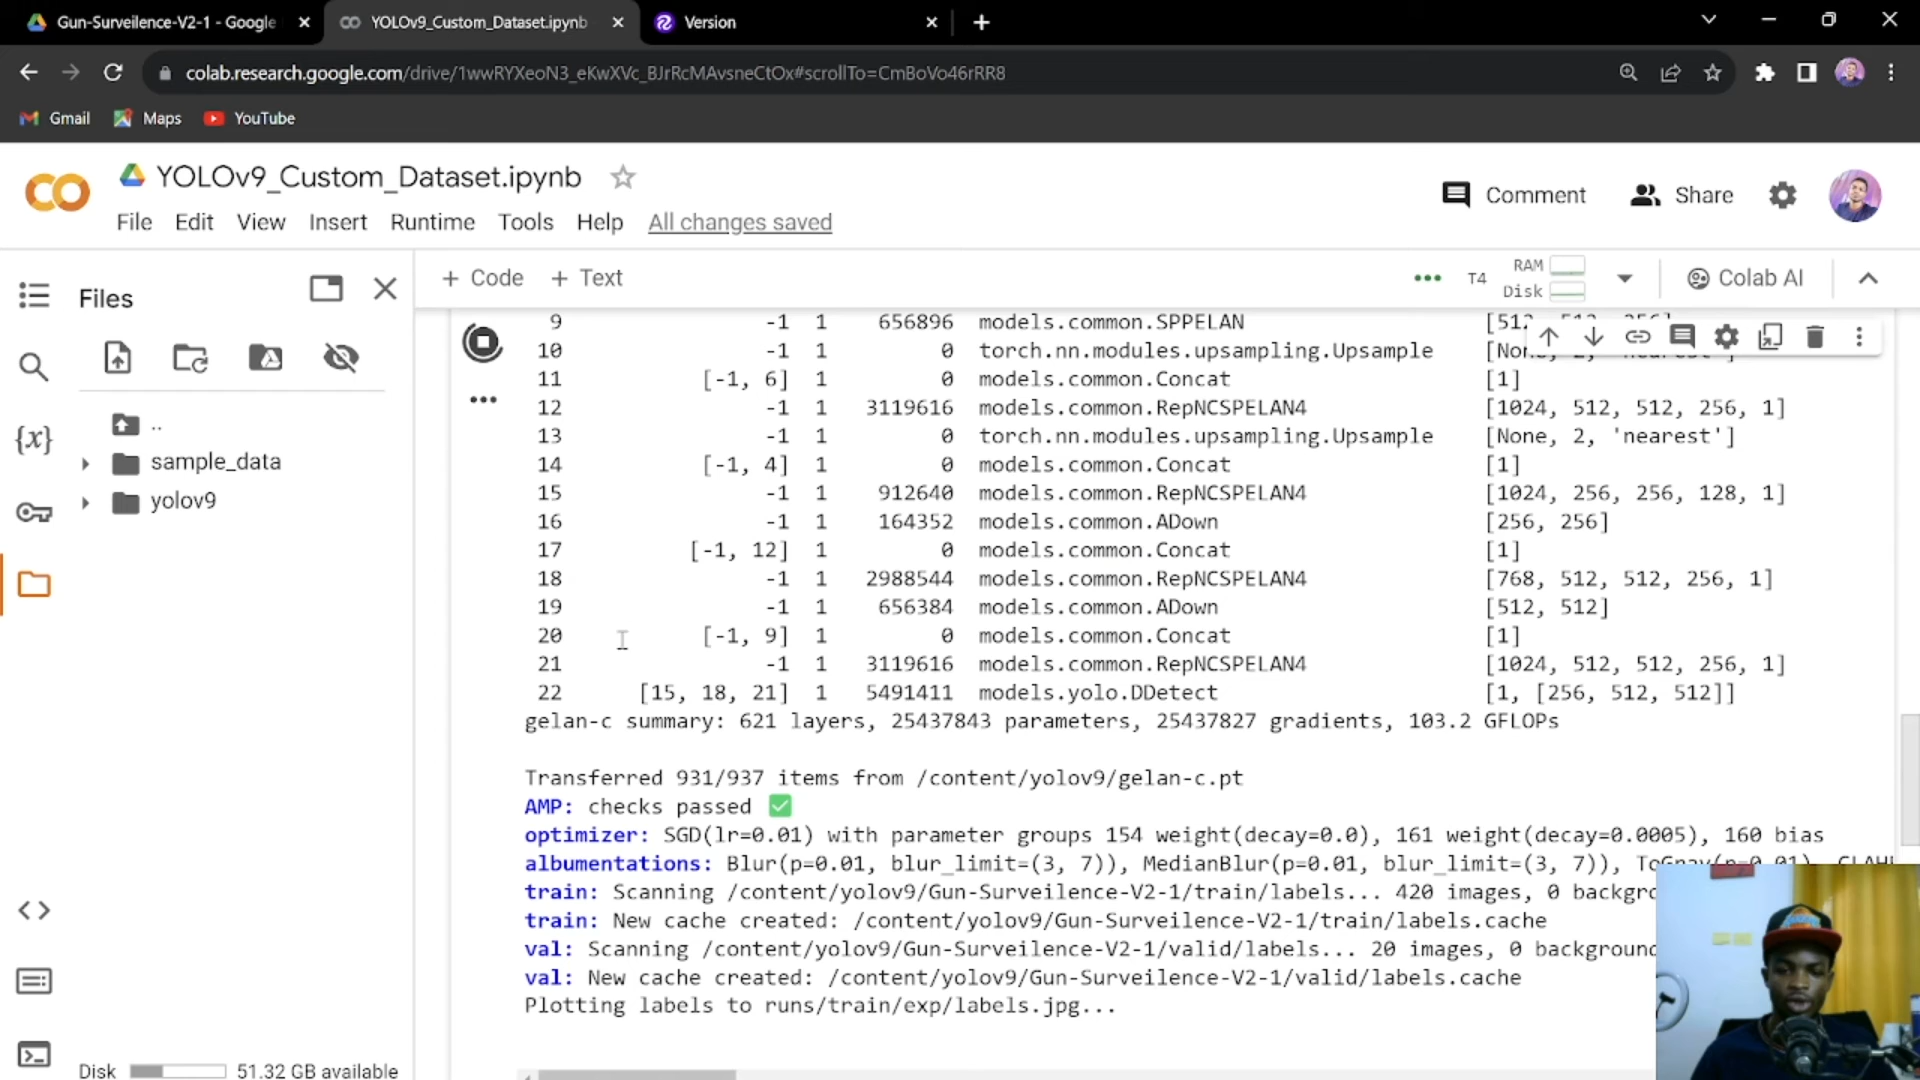 Gun-Surveilence-V2-1 - Google
YOLOv9_Custom_Dataset.ipynb
Version
colab.research.google.com/drive/1wwRYXeoN3_eKwXVc_BJrRcMAvsneCtOx#scrollTo=CmBoVo46rRR8
Gmail
Maps
YouTube
YOLOv9_Custom_Dataset.ipynb
Comment
Share
File Edit View Insert Runtime Tools Help All changes saved
Files
+ Code + Text
T4
RAM
Disk
Colab AI
..
sample_data
yolov9
{x}
9 -1 1 656896 models.common.SPPELAN [512, 512, 256]
10 -1 1 0 torch.nn.modules.upsampling.Upsample [None, 2, 'nearest']
11 [-1, 6] 1 0 models.common.Concat [1]
12 -1 1 3119616 models.common.RepNCSPELAN4 [1024, 512, 512, 256, 1]
13 -1 1 0 torch.nn.modules.upsampling.Upsample [None, 2, 'nearest']
14 [-1, 4] 1 0 models.common.Concat [1]
15 -1 1 912640 models.common.RepNCSPELAN4 [1024, 256, 256, 128, 1]
16 -1 1 164352 models.common.ADown [256, 256]
17 [-1, 12] 1 0 models.common.Concat [1]
18 -1 1 2988544 models.common.RepNCSPELAN4 [768, 512, 512, 256, 1]
19 -1 1 656384 models.common.ADown [512, 512]
20 [-1, 9] 1 0 models.common.Concat [1]
21 -1 1 3119616 models.common.RepNCSPELAN4 [1024, 512, 512, 256, 1]
22 [15, 18, 21] 1 5491411 models.yolo.DDetect [1, [256, 512, 512]]
gelan-c summary: 621 layers, 25437843 parameters, 25437827 gradients, 103.2 GFLOPs
Transferred 931/937 items from /content/yolov9/gelan-c.pt
AMP: checks passed ✅
optimizer: SGD(lr=0.01) with parameter groups 154 weight(decay=0.0), 161 weight(decay=0.0005), 160 bias
albumentations: Blur(p=0.01, blur_limit=(3, 7)), MedianBlur(p=0.01, blur_limit=(3, 7)), ToGray(p=0.01), CLAHE
train: Scanning /content/yolov9/Gun-Surveilence-V2-1/train/labels... 420 images, 0 backgro
train: New cache created: /content/yolov9/Gun-Surveilence-V2-1/train/labels.cache
val: Scanning /content/yolov9/Gun-Surveilence-V2-1/valid/labels... 20 images, 0 background
val: New cache created: /content/yolov9/Gun-Surveilence-V2-1/valid/labels.cache
Plotting labels to runs/train/exp/labels.jpg...
Disk 51.32 GB available